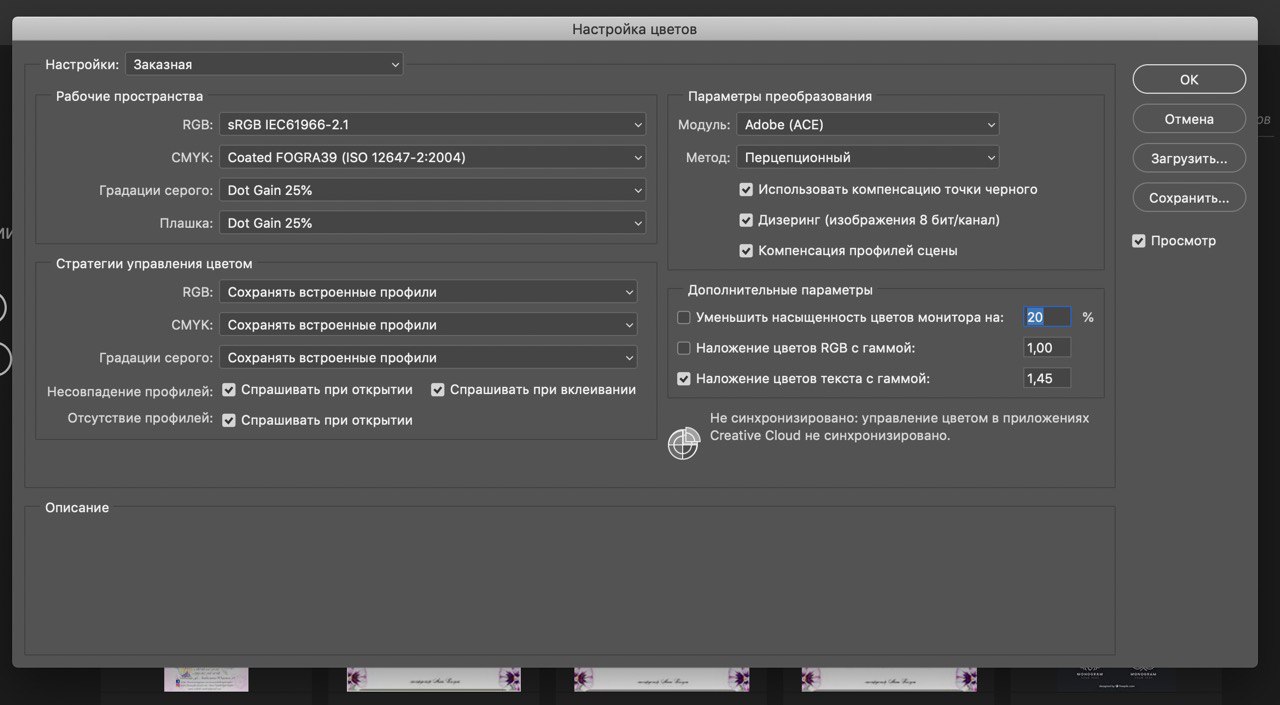 Настройка цветов
Настройки: Заказная
Рабочие пространства
RGB: sRGB IEC61966-2.1
CMYK: Coated FOGRA39 (ISO 12647-2:2004)
Градации серого: Dot Gain 25%
Плашка: Dot Gain 25%
Стратегии управления цветом
RGB: Сохранять встроенные профили
CMYK: Сохранять встроенные профили
Градации серого: Сохранять встроенные профили
Несовпадение профилей: Спрашивать при открытии Спрашивать при вклеивании
Отсутствие профилей: Спрашивать при открытии
Параметры преобразования
Модуль: Adobe (ACE)
Метод: Перцепционный
Использовать компенсацию точки черного
Дизеринг (изображения 8 бит/канал)
Компенсация профилей сцены
Дополнительные параметры
Уменьшить насыщенность цветов монитора на: 20 %
Наложение цветов RGB с гаммой: 1,00
Наложение цветов текста с гаммой: 1,45
Не синхронизировано: управление цветом в приложениях
Creative Cloud не синхронизировано.
ОК
Отмена
Загрузить...
Сохранить...
Просмотр
Описание
MONOGRAM MONOGRAM